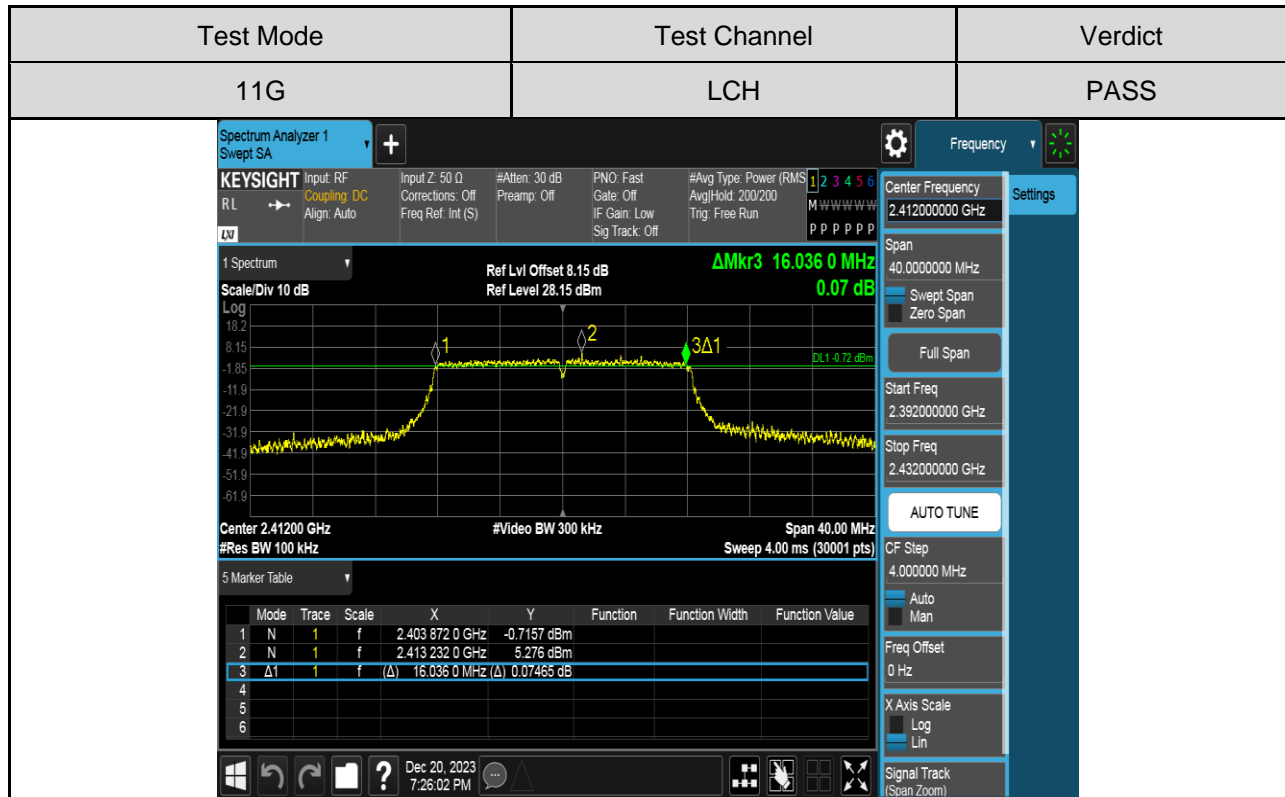 Test Mode Test Channel Verdict
11G LCH PASS
Spectrum Analyzer 1
Swept SA
+
Frequency
KEYSIGHT Input: RF Input Z: 50 Ω #Atten: 30 dB PNO: Fast #Avg Type: Power (RMS 1 2 3 4 5 6
RL Coupling: DC Corrections: Off Preamp: Off Gate: Off Avg|Hold: 200/200 M W W W W W
Align: Auto Freq Ref: Int (S) IF Gain: Low Trig: Free Run
LXI Sig Track: Off P P P P P P
1 Spectrum
Ref Lvl Offset 8.15 dB ΔMkr3 16.036 0 MHz
Scale/Div 10 dB Ref Level 28.15 dBm 0.07 dB
Log
18.2
8.15
-1.85
-11.9
-21.9
-31.9
-41.9
-51.9
-61.9
1
2
3Δ1
DL1 -0.72 dBm
Center 2.41200 GHz #Video BW 300 kHz Span 40.00 MHz
#Res BW 100 kHz Sweep 4.00 ms (30001 pts)
5 Marker Table
Mode Trace Scale X Y Function Function Width Function Value
1 N 1 f 2.403 872 0 GHz -0.7157 dBm
2 N 1 f 2.413 232 0 GHz 5.276 dBm
3 Δ1 1 f (Δ) 16.036 0 MHz (Δ) 0.07465 dB
4
5
6
? Dec 20, 2023
7:26:02 PM
Center Frequency
2.412000000 GHz
Settings
Span
40.0000000 MHz
Swept Span
Zero Span
Full Span
Start Freq
2.392000000 GHz
Stop Freq
2.432000000 GHz
AUTO TUNE
CF Step
4.000000 MHz
Auto
Man
Freq Offset
0 Hz
X Axis Scale
Log
Lin
Signal Track
(Span Zoom)